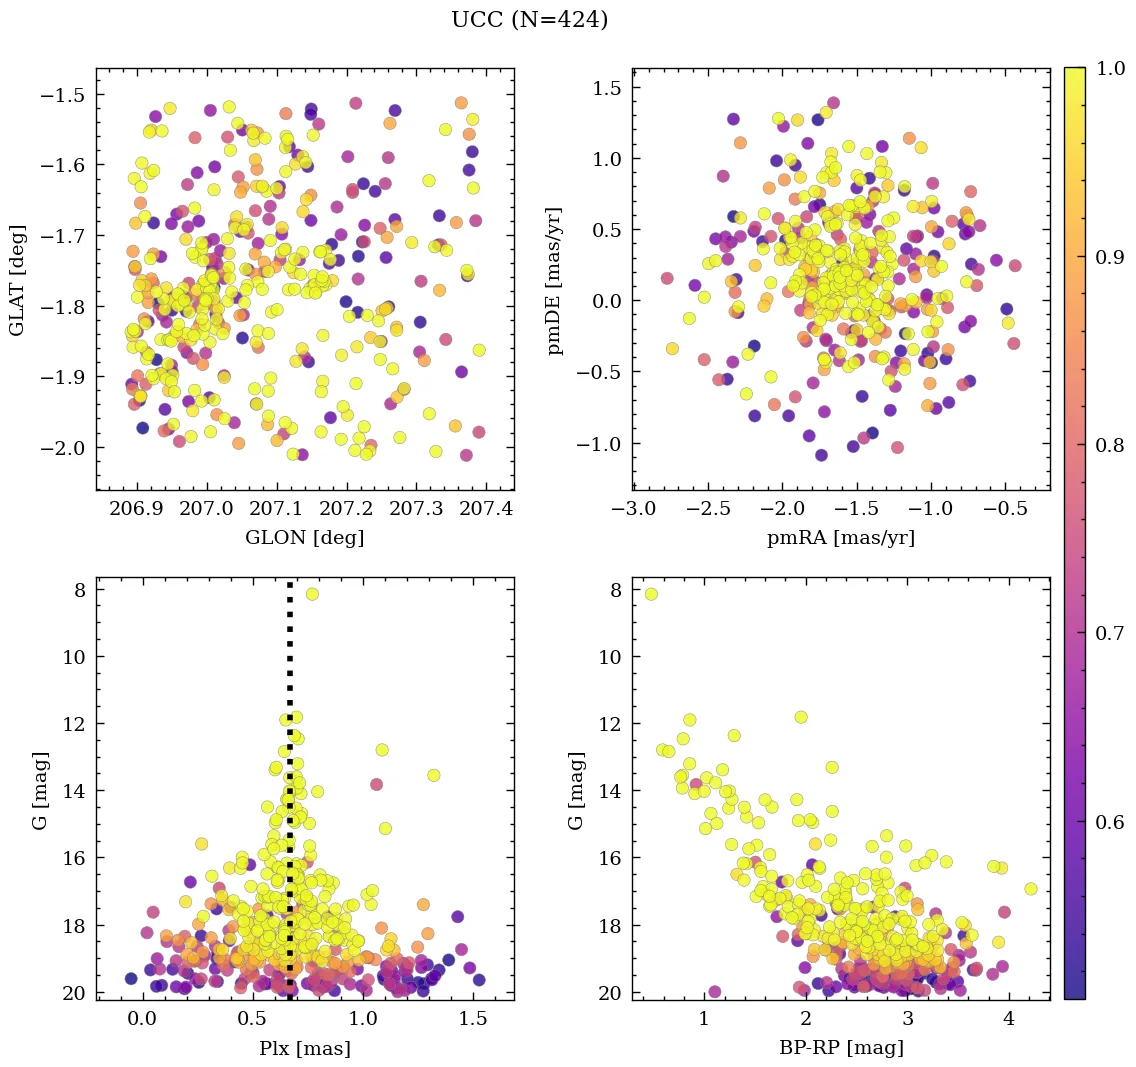 UCC (N=424)
−1.5
−1.6
−1.7
−1.8
−1.9
−2.0
GLAT [deg]
206.9 207.0 207.1 207.2 207.3 207.4
GLON [deg]
1.5
1.0
0.5
0.0
−0.5
−1.0
pmDE [mas/yr]
−3.0 −2.5 −2.0 −1.5 −1.0 −0.5
pmRA [mas/yr]
1.0
0.9
0.8
0.7
0.6
8
10
12
14
16
18
20
G [mag]
0.0 0.5 1.0 1.5
Plx [mas]
8
10
12
14
16
18
20
G [mag]
1 2 3 4
BP-RP [mag]